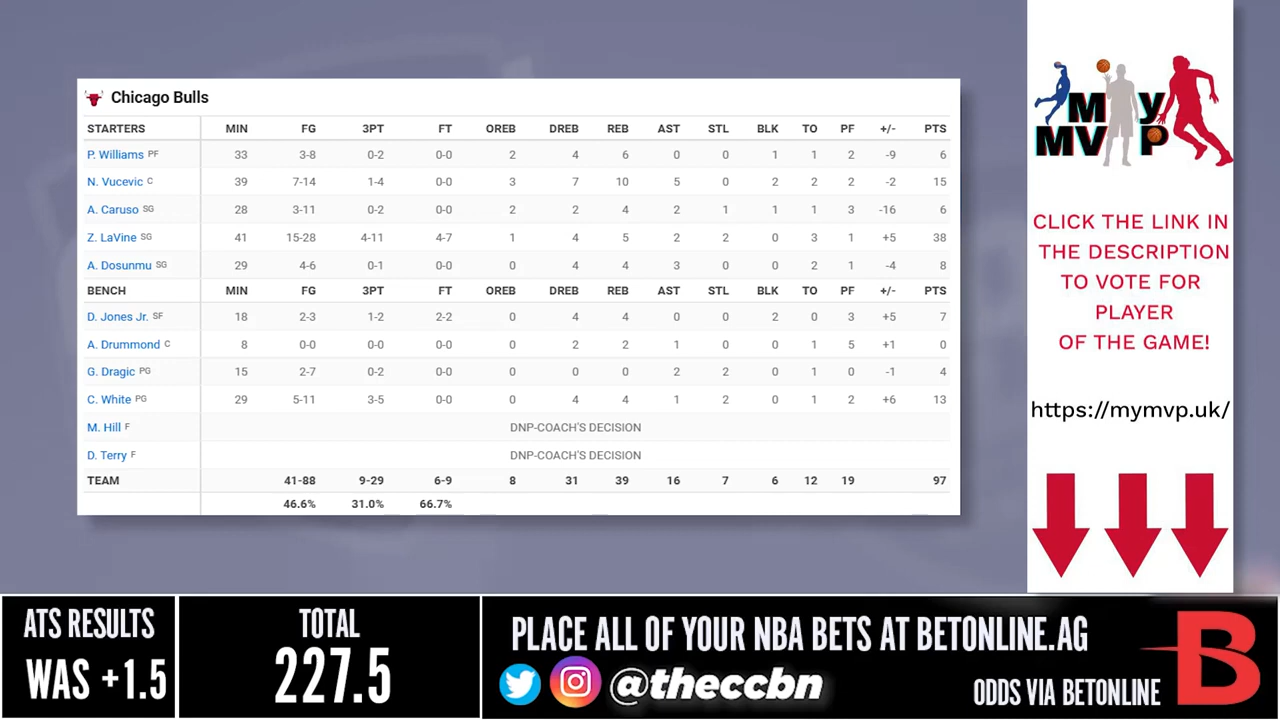 Chicago Bulls
STARTERS MIN FG 3PT FT OREB DREB REB AST STL BLK TO PF +/- PTS
P. Williams PF 33 3-8 0-2 0-0 2 4 6 0 0 1 1 2 -9 6
N. Vucevic C 39 7-14 1-4 0-0 3 7 10 5 0 2 2 2 -2 15
A. Caruso SG 28 3-11 0-2 0-0 2 2 4 2 1 1 1 3 -16 6
Z. LaVine SG 41 15-28 4-11 4-7 1 4 5 2 2 0 3 1 +5 38
A. Dosunmu SG 29 4-6 0-1 0-0 0 4 4 3 0 0 2 1 -4 8
BENCH MIN FG 3PT FT OREB DREB REB AST STL BLK TO PF +/- PTS
D. Jones Jr. SF 18 2-3 1-2 2-2 0 4 4 0 0 2 0 3 +5 7
A. Drummond C 8 0-0 0-0 0-0 0 2 2 1 0 0 1 5 +1 0
G. Dragic PG 15 2-7 0-2 0-0 0 0 0 2 2 0 1 0 -1 4
C. White PG 29 5-11 3-5 0-0 0 4 4 1 2 0 1 2 +6 13
M. Hill F DNP-COACH'S DECISION
D. Terry F DNP-COACH'S DECISION
TEAM 41-88 9-29 6-9 8 31 39 16 7 6 12 19 97
46.6% 31.0% 66.7%
My
MVP
CLICK THE LINK IN
THE DESCRIPTION
TO VOTE FOR
PLAYER
OF THE GAME!
https://mymvp.uk/
ATS RESULTS
WAS +1.5
TOTAL
227.5
PLACE ALL OF YOUR NBA BETS AT BETONLINE.AG
@theccbn
ODDS VIA BETONLINE
B